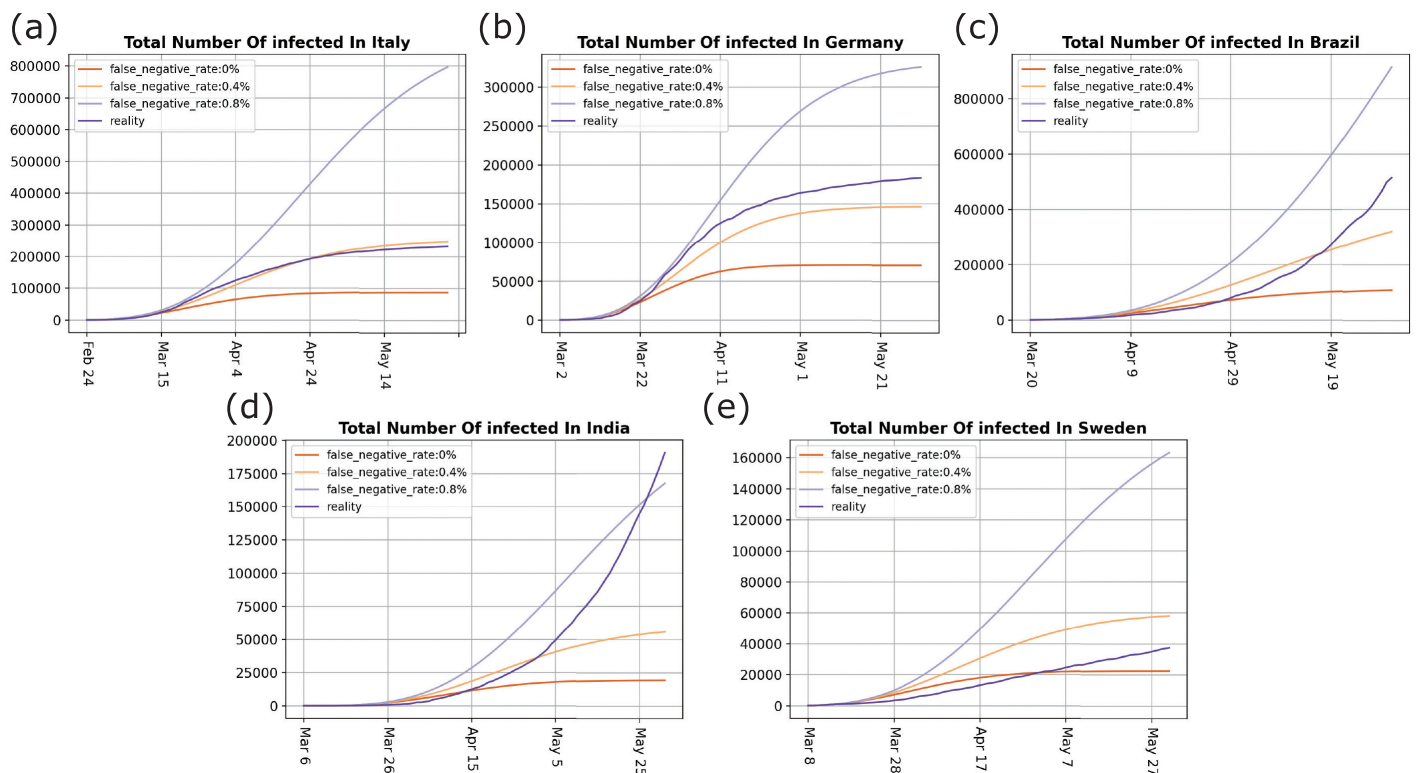 (a)
Total Number Of infected In Italy
false_negative_rate:0%
false_negative_rate:0.4%
false_negative_rate:0.8%
reality
800000
700000
600000
500000
400000
300000
200000
100000
0
Feb 24
Mar 15
Apr 4
Apr 24
May 14
(b)
Total Number Of infected In Germany
false_negative_rate:0%
false_negative_rate:0.4%
false_negative_rate:0.8%
reality
300000
250000
200000
150000
100000
50000
0
Mar 2
Mar 22
Apr 11
May 1
May 21
(c)
Total Number Of infected In Brazil
false_negative_rate:0%
false_negative_rate:0.4%
false_negative_rate:0.8%
reality
800000
600000
400000
200000
0
Mar 20
Apr 9
Apr 29
May 19
(d)
Total Number Of infected In India
false_negative_rate:0%
false_negative_rate:0.4%
false_negative_rate:0.8%
reality
200000
175000
150000
125000
100000
75000
50000
25000
0
Mar 6
Mar 26
Apr 15
May 5
May 25
(e)
Total Number Of infected In Sweden
false_negative_rate:0%
false_negative_rate:0.4%
false_negative_rate:0.8%
reality
160000
140000
120000
100000
80000
60000
40000
20000
0
Mar 8
Mar 28
Apr 17
May 7
May 27